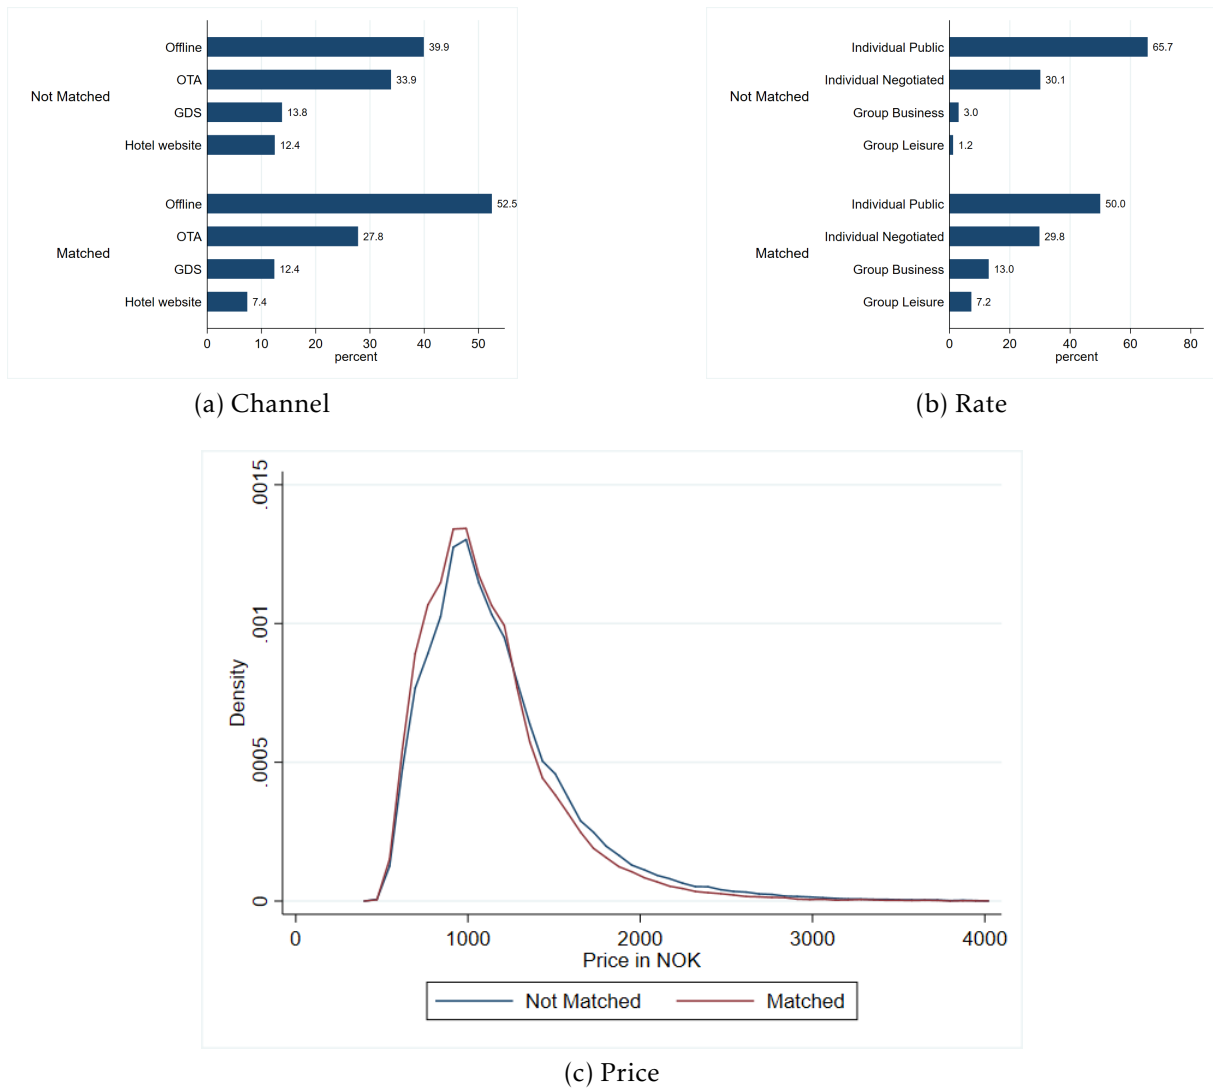 Not Matched
Offline 39.9
OTA 33.9
GDS 13.8
Hotel website 12.4
Matched
Offline 52.5
OTA 27.8
GDS 12.4
Hotel website 7.4
0 10 20 30 40 50
percent
(a) Channel
Not Matched
Individual Public 65.7
Individual Negotiated 30.1
Group Business 3.0
Group Leisure 1.2
Matched
Individual Public 50.0
Individual Negotiated 29.8
Group Business 13.0
Group Leisure 7.2
0 20 40 60 80
percent
(b) Rate
Density
.0015
.001
.0005
0
0 1000 2000 3000 4000
Price in NOK
Not Matched Matched
(c) Price